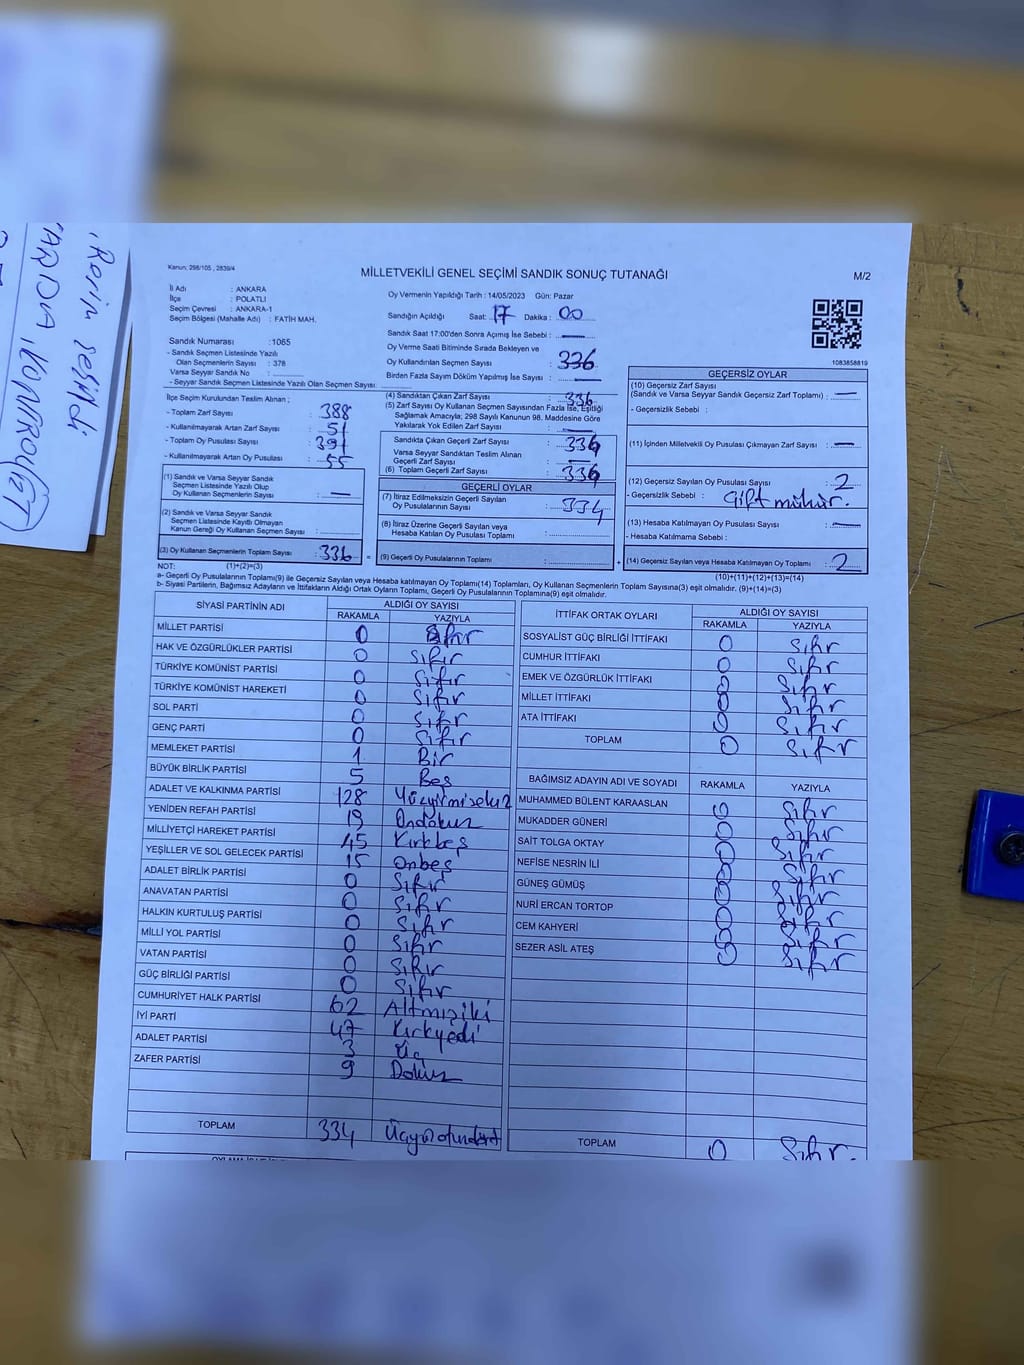 Rorin seçildi
VARDIA
Kanun: 298/105 , 2839/4
MİLLETVEKİLİ GENEL SEÇİMİ SANDIK SONUÇ TUTANAĞI
M/2
İl Adı : ANKARA
İlçe : POLATLI
Seçim Çevresi : ANKARA-1
Seçim Bölgesi (Mahalle Adı) : FATİH MAH.
Sandık Numarası : 1065
- Sandık Seçmen Listesinde Yazılı
Olan Seçmenlerin Sayısı : 378
Varsa Seyyar Sandık No :
- Seyyar Sandık Seçmen Listesinde Yazılı Olan Seçmen Sayısı:
Oy Vermenin Yapıldığı Tarih : 14/05/2023 Gün: Pazar
Sandığın Açıldığı Saat: 17 Dakika : 00
Sandık Saat 17:00'den Sonra Açımış İse Sebebi : —
Oy Verme Saati Bitiminde Sırada Bekleyen ve
Oy Kullandırılan Seçmen Sayısı : 336
Birden Fazla Sayım Döküm Yapılmış İse Sayısı : —
1083858819
İlçe Seçim Kurulundan Teslim Alınan ;
- Toplam Zarf Sayısı : 388
- Kullanılmayarak Artan Zarf Sayısı : 51
- Toplam Oy Pusulası Sayısı : 391
- Kullanılmayarak Artan Oy Pusulası : 55
(1) Sandık ve Varsa Seyyar Sandık
Seçmen Listesinde Yazılı Olup
Oy Kullanan Seçmenlerin Sayısı : —
(2) Sandık ve Varsa Seyyar Sandık
Seçmen Listesinde Kayıtlı Olmayan
Kanun Gereği Oy Kullanan Seçmen Sayısı :
(3) Oy Kullanan Seçmenlerin Toplam Sayısı : 336 =
(4) Sandıktan Çıkan Zarf Sayısı : 336
(5) Zarf Sayısı Oy Kullanan Seçmen Sayısından Fazla İse, Eşitliği
Sağlamak Amacıyla; 298 Sayılı Kanunun 98. Maddesine Göre
Yakılarak Yok Edilen Zarf Sayısı : —
Sandıkta Çıkan Geçerli Zarf Sayısı : 336
Varsa Seyyar Sandıktan Teslim Alınan
Geçerli Zarf Sayısı : —
(6) Toplam Geçerli Zarf Sayısı : 336
GEÇERLİ OYLAR
(7) İtiraz Edilmeksizin Geçerli Sayılan
Oy Pusulalarının Sayısı : 334
(8) İtiraz Üzerine Geçerli Sayılan veya
Hesaba Katılan Oy Pusulası Toplamı :
(9) Geçerli Oy Pusulalarının Toplamı : +
GEÇERSİZ OYLAR
(10) Geçersiz Zarf Sayısı
(Sandık ve Varsa Seyyar Sandık Geçersiz Zarf Toplamı) : —
- Geçersizlik Sebebi :
(11) İçinden Milletvekili Oy Pusulası Çıkmayan Zarf Sayısı : —
(12) Geçersiz Sayılan Oy Pusulası Sayısı : 2
- Geçersizlik Sebebi : Çift mühür.
(13) Hesaba Katılmayan Oy Pusulası Sayısı : —
- Hesaba Katılmama Sebebi :
(14) Geçersiz Sayılan veya Hesaba Katılmayan Oy Toplamı : 2
NOT: (1)+(2)=(3) (10)+(11)+(12)+(13)=(14)
a- Geçerli Oy Pusulalarının Toplamı(9) ile Geçersiz Sayılan veya Hesaba katılmayan Oy Toplamı(14) Toplamları, Oy Kullanan Seçmenlerin Toplam Sayısına(3) eşit olmalıdır. (9)+(14)=(3)
b- Siyasi Partilerin, Bağımsız Adayların ve İttifakların Aldığı Ortak Oyların Toplamı, Geçerli Oy Pusulalarının Toplamına(9) eşit olmalıdır.
SİYASİ PARTİNİN ADI ALDIĞI OY SAYISI
RAKAMLA YAZIYLA
MİLLET PARTİSİ 0 Sıfır
HAK VE ÖZGÜRLÜKLER PARTİSİ 0 Sıfır
TÜRKİYE KOMÜNİST PARTİSİ 0 Sıfır
TÜRKİYE KOMÜNİST HAREKETİ 0 Sıfır
SOL PARTİ 0 Sıfır
GENÇ PARTİ 0 Sıfır
MEMLEKET PARTİSİ 1 Bir
BÜYÜK BİRLİK PARTİSİ 5 Beş
ADALET VE KALKINMA PARTİSİ 128 Yüzyirmisekiz
YENİDEN REFAH PARTİSİ 19 Ondokuz
MİLLİYETÇİ HAREKET PARTİSİ 45 Kırkbeş
YEŞİLLER VE SOL GELECEK PARTİSİ 15 Onbeş
ADALET BİRLİK PARTİSİ 0 Sıfır
ANAVATAN PARTİSİ 0 Sıfır
HALKIN KURTULUŞ PARTİSİ 0 Sıfır
MİLLİ YOL PARTİSİ 0 Sıfır
VATAN PARTİSİ 0 Sıfır
GÜÇ BİRLİĞİ PARTİSİ 0 Sıfır
CUMHURİYET HALK PARTİSİ 62 Altmışiki
İYİ PARTİ 47 Kırkyedi
ADALET PARTİSİ 3 Üç
ZAFER PARTİSİ 9 Dokuz
TOPLAM 334 Üçyüzotuzdört
İTTİFAK ORTAK OYLARI ALDIĞI OY SAYISI
RAKAMLA YAZIYLA
SOSYALİST GÜÇ BİRLİĞİ İTTİFAKI 0 Sıfır
CUMHUR İTTİFAKI 0 Sıfır
EMEK VE ÖZGÜRLÜK İTTİFAKI 0 Sıfır
MİLLET İTTİFAKI 0 Sıfır
ATA İTTİFAKI 0 Sıfır
TOPLAM 0 Sıfır
BAĞIMSIZ ADAYIN ADI VE SOYADI RAKAMLA YAZIYLA
MUHAMMED BÜLENT KARAASLAN 0 Sıfır
MUKADDER GÜNERİ 0 Sıfır
SAİT TOLGA OKTAY 0 Sıfır
NEFİSE NESRİN İLİ 0 Sıfır
GÜNEŞ GÜMÜŞ 0 Sıfır
NURİ ERCAN TORTOP 0 Sıfır
CEM KAHYERİ 0 Sıfır
SEZER ASİL ATEŞ 0 Sıfır
TOPLAM 0 Sıfır.